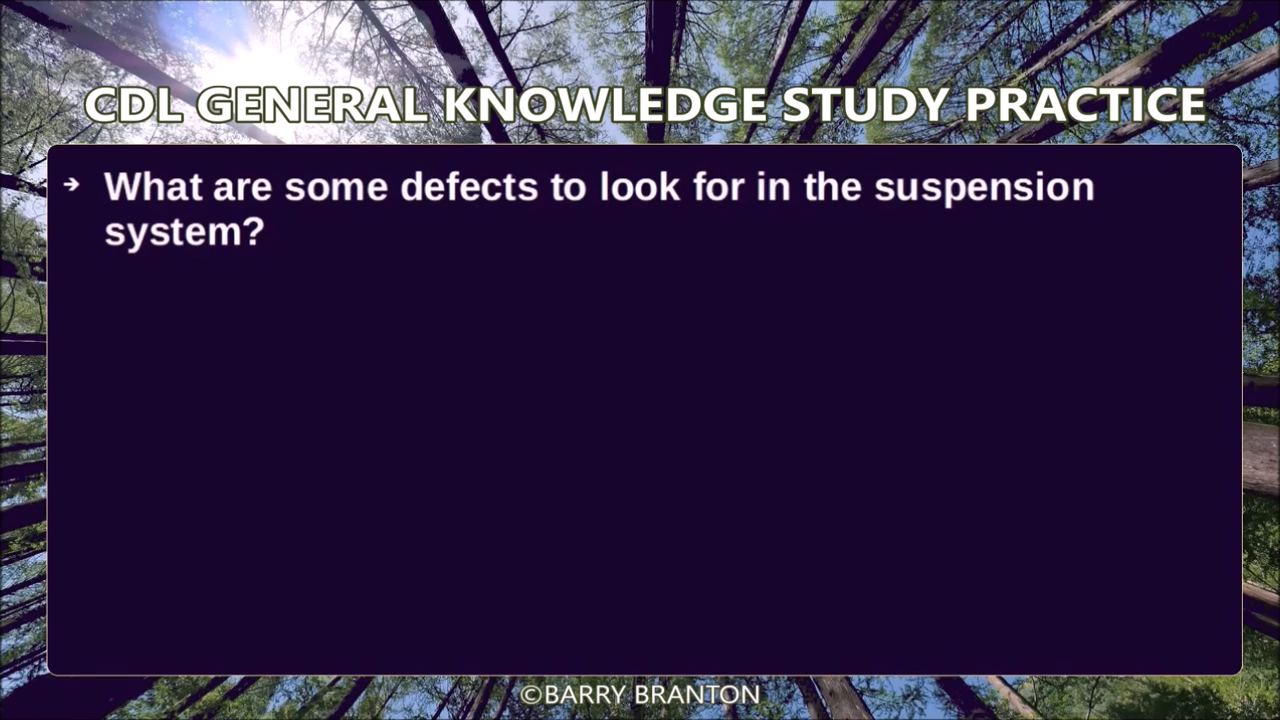 CDL GENERAL KNOWLEDGE STUDY PRACTICE
➔ What are some defects to look for in the suspension
system?
©BARRY BRANTON